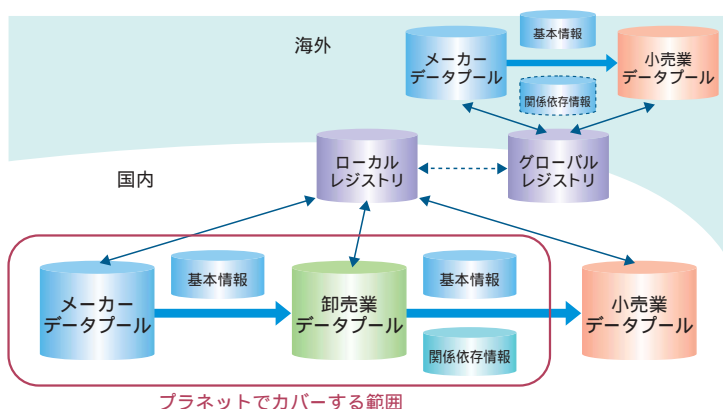 海外
基本情報
メーカー
データプール
小売業
データプール
関係依存情報
ローカル
レジストリ
グローバル
レジストリ
国内
基本情報
基本情報
メーカー
データプール
卸売業
データプール
小売業
データプール
関係依存情報
プラネットでカバーする範囲